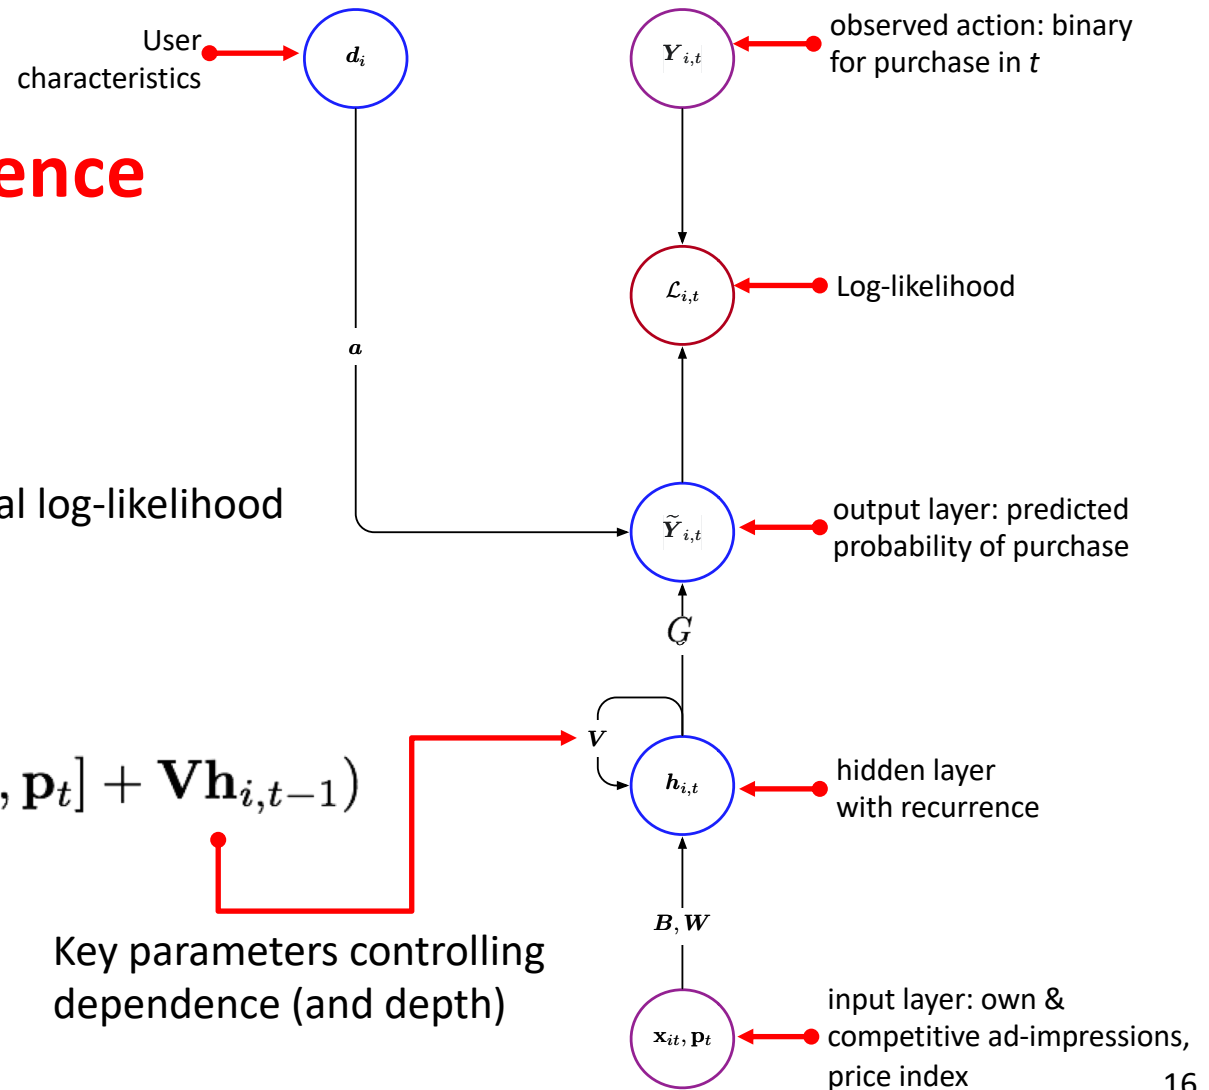 User
characteristics
d_i
Y_{i,t}
observed action: binary
for purchase in t
ence
ℒ_{i,t}
Log-likelihood
a
al log-likelihood
Ỹ_{i,t}
output layer: predicted
probability of purchase
G
V
, p_t] + Vh_{i,t−1})
h_{i,t}
hidden layer
with recurrence
B, W
Key parameters controlling
dependence (and depth)
x_{it}, p_t
input layer: own &
competitive ad-impressions,
price index
16